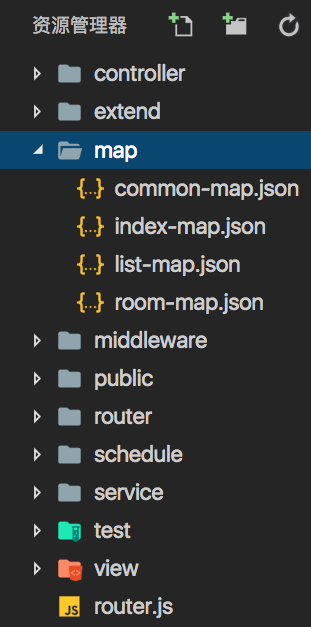 资源管理器
controller
extend
map
{..} common-map.json
{..} index-map.json
{..} list-map.json
{..} room-map.json
middleware
public
router
schedule
service
test
view
JS router.js